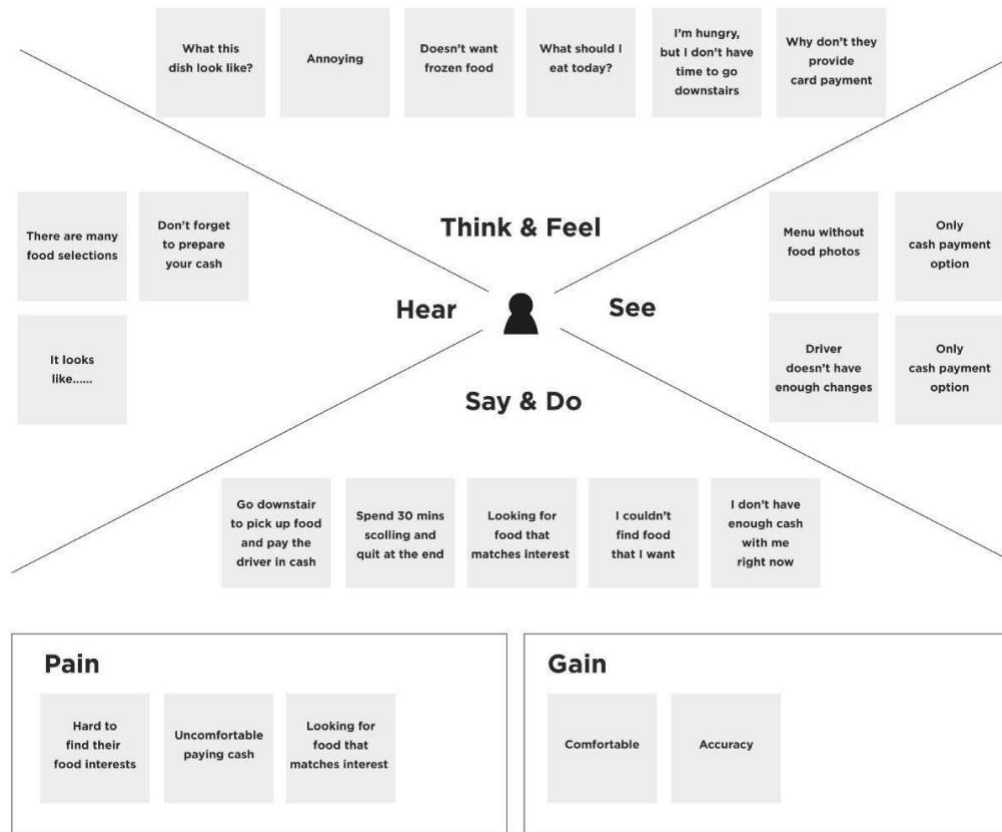 What this
dish look like?
Annoying
Doesn't want
frozen food
What should I
eat today?
I'm hungry,
but I don't have
time to go
downstairs
Why don't they
provide
card payment
Think & Feel
There are many
food selections
Don't forget
to prepare
your cash
It looks
like......
Hear
See
Menu without
food photos
Only
cash payment
option
Driver
doesn't have
enough changes
Only
cash payment
option
Say & Do
Go downstair
to pick up food
and pay the
driver in cash
Spend 30 mins
scolling and
quit at the end
Looking for
food that
matches interest
I couldn't
find food
that I want
I don't have
enough cash
with me
right now
Pain
Hard to
find their
food interests
Uncomfortable
paying cash
Looking for
food that
matches interest
Gain
Comfortable
Accuracy